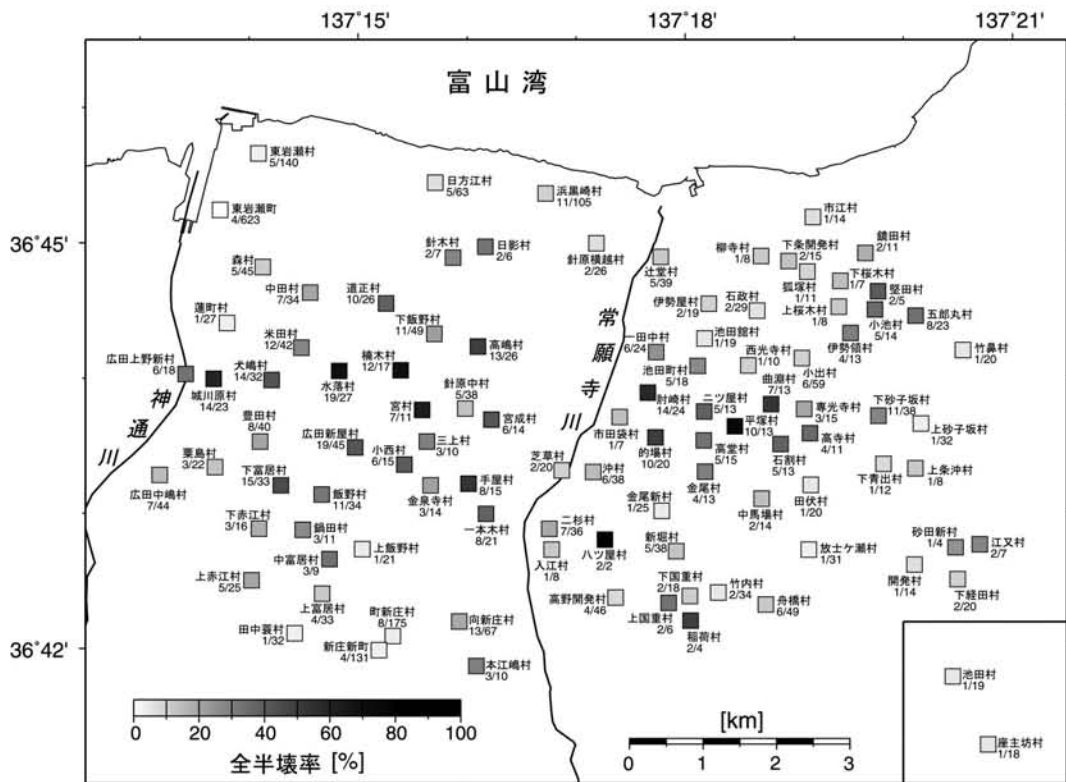 137°15'
137°18'
137°21'
富山湾
36°45'
36°42'
神通川
常願寺川
東岩瀬村
5/140
東岩瀬町
4/623
日方江村
5/63
浜黒崎村
11/105
市江村
1/14
針木村
2/7
日影村
2/6
針原横越村
2/26
辻堂村
5/39
柳寺村
1/8
下条開発村
2/15
鏡田村
2/11
狐塚村
1/11
下桜木村
1/7
堅田村
2/5
森村
5/45
中田村
7/34
道正村
10/26
伊勢屋村
2/19
石政村
2/29
上桜木村
1/8
小池村
5/14
五郎丸村
8/23
蓮町村
1/27
下飯野村
11/49
池田舘村
1/19
伊勢領村
4/13
竹鼻村
1/20
米田村
12/42
高嶋村
13/26
一田中村
6/24
西光寺村
1/10
小出村
6/59
広田上野新村
6/18
城川原村
14/23
犬嶋村
14/32
水落村
19/27
楠木村
12/17
池田町村
5/18
曲淵村
7/13
針原中村
5/38
肘崎村
14/24
二ツ屋村
5/13
専光寺村
3/15
下砂子坂村
11/38
宮村
7/11
宮成村
6/14
市田袋村
1/7
平塚村
10/13
上砂子坂村
1/32
豊田村
8/40
広田新屋村
19/45
三上村
3/10
的場村
10/20
高堂村
5/15
石割村
5/13
高寺村
4/11
粟島村
3/22
小西村
6/15
芝草村
2/20
沖村
6/38
金尾村
4/13
下青出村
1/12
上条沖村
1/8
広田中嶋村
7/44
下富居村
15/33
飯野村
11/34
金泉寺村
3/14
手屋村
8/15
中馬場村
2/14
田伏村
1/20
一本木村
8/21
金尾新村
1/25
下赤江村
3/16
鍋田村
3/11
二杉村
7/36
八ツ屋村
2/2
新堀村
5/38
放士ケ瀬村
1/31
砂田新村
1/4
江又村
2/7
中富居村
3/9
上飯野村
1/21
入江村
1/8
開発村
1/14
上赤江村
5/25
上富居村
4/33
高野開発村
4/46
下国重村
2/18
竹内村
2/34
舟橋村
6/49
下経田村
2/20
上国重村
2/6
稲荷村
2/4
田中蓑村
1/32
町新庄村
8/175
新庄新町
4/131
向新庄村
13/67
本江嶋村
3/10
池田村
1/19
座主坊村
1/18
0 20 40 60 80 100
全半壊率 [%]
[km]
0 1 2 3